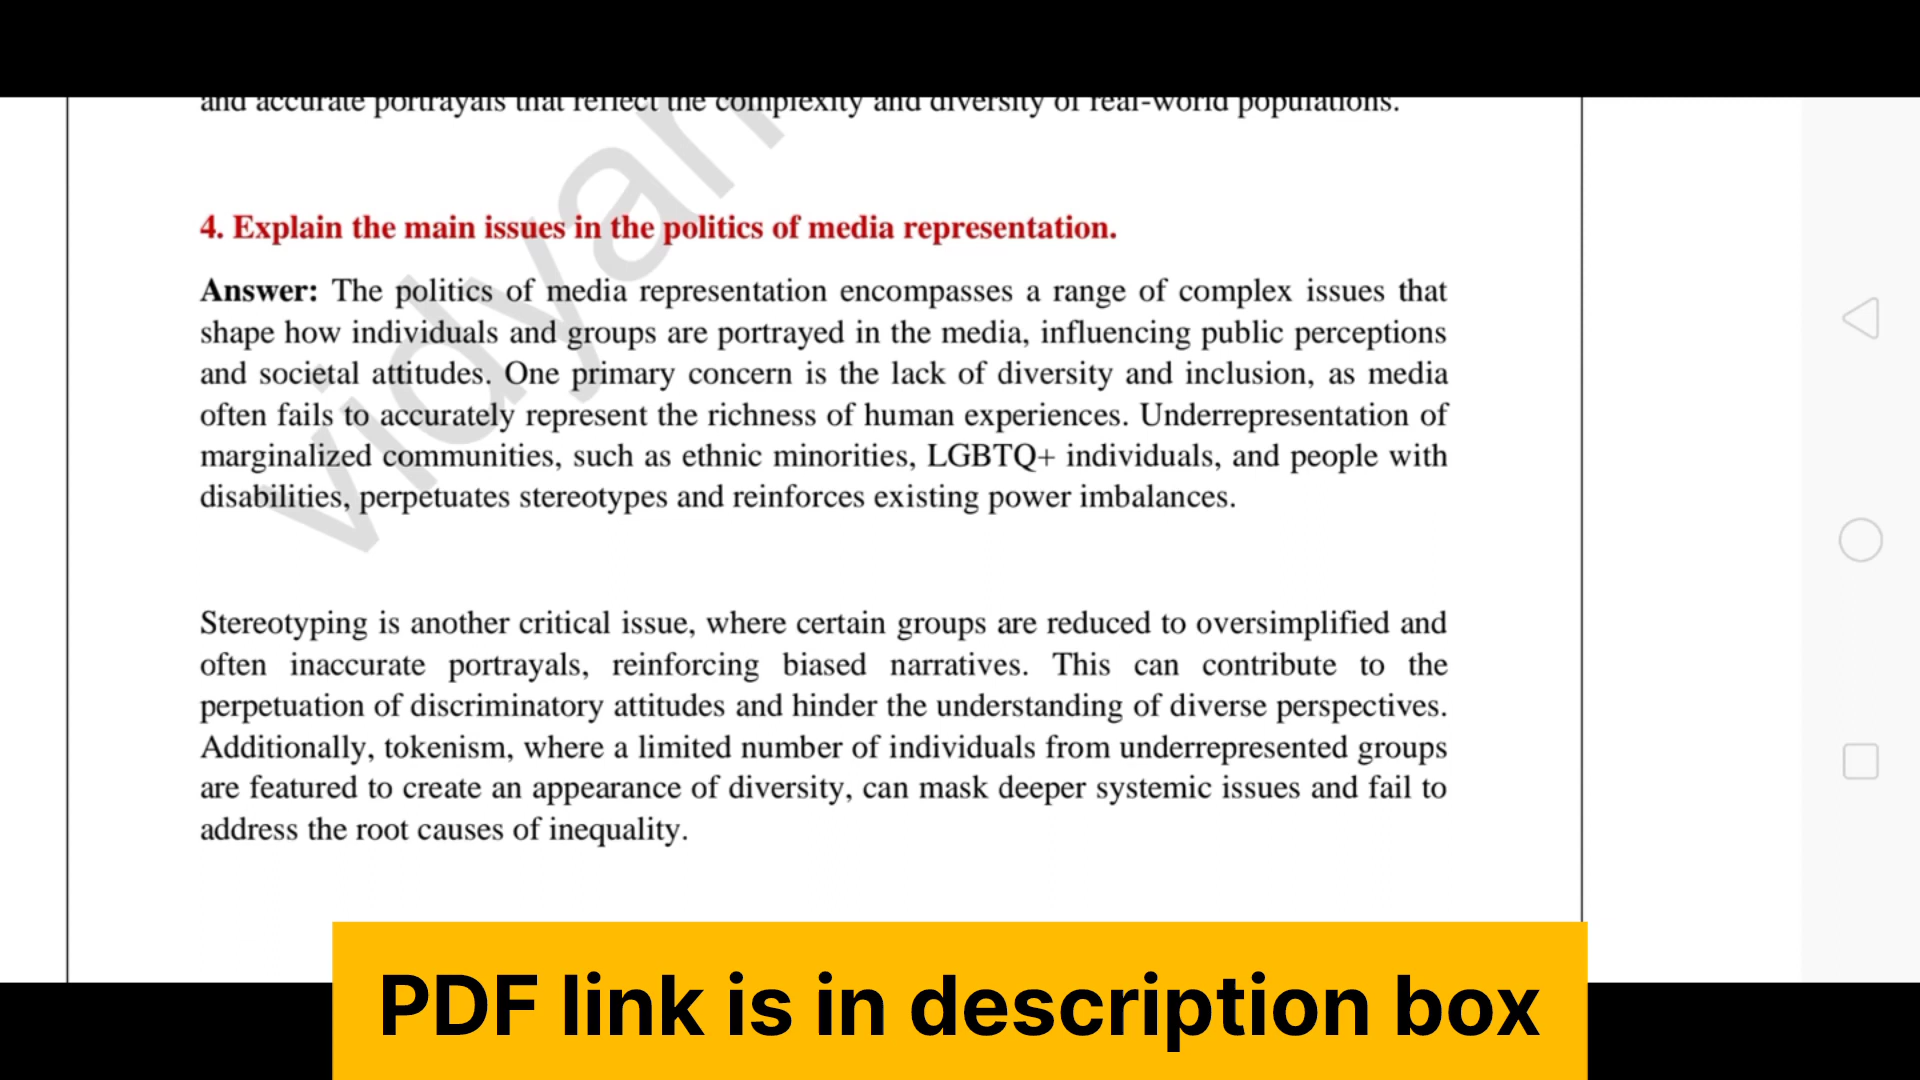 and accurate portrayals that reflect the complexity and diversity of real-world populations.
4. Explain the main issues in the politics of media representation.
Answer: The politics of media representation encompasses a range of complex issues that
shape how individuals and groups are portrayed in the media, influencing public perceptions
and societal attitudes. One primary concern is the lack of diversity and inclusion, as media
often fails to accurately represent the richness of human experiences. Underrepresentation of
marginalized communities, such as ethnic minorities, LGBTQ+ individuals, and people with
disabilities, perpetuates stereotypes and reinforces existing power imbalances.
Stereotyping is another critical issue, where certain groups are reduced to oversimplified and
often inaccurate portrayals, reinforcing biased narratives. This can contribute to the
perpetuation of discriminatory attitudes and hinder the understanding of diverse perspectives.
Additionally, tokenism, where a limited number of individuals from underrepresented groups
are featured to create an appearance of diversity, can mask deeper systemic issues and fail to
address the root causes of inequality.
PDF link is in description box